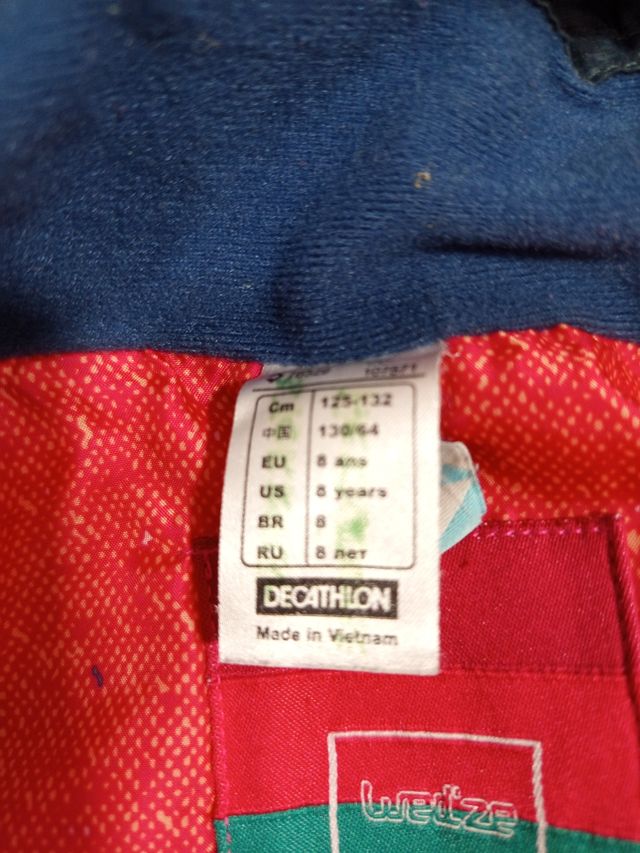 Cm 125-132
中国 130/64
EU 8 ans
US 8 years
BR 8
RU 8 лет
DECATHLON
Made in Vietnam
wed'ze